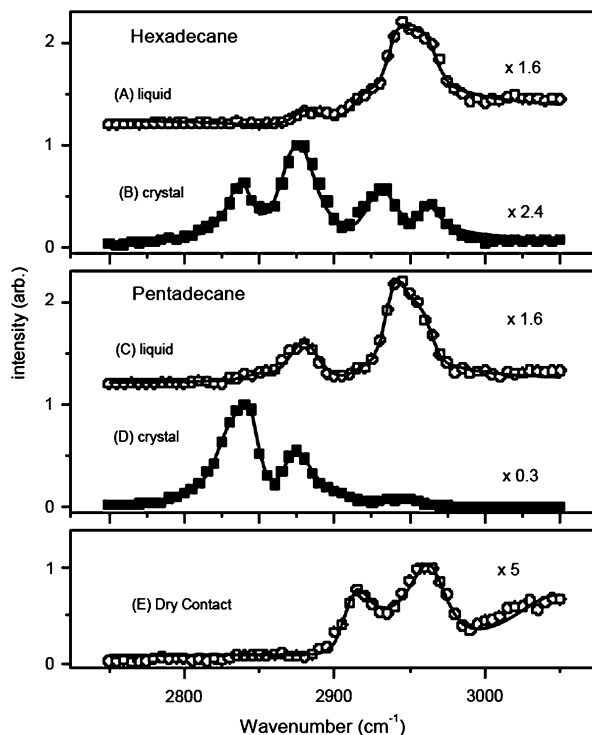 Hexadecane
2
x 1.6
(A) liquid
1
(B) crystal
x 2.4
0
Pentadecane
2
x 1.6
(C) liquid
1
(D) crystal
x 0.3
0
intensity (arb.)
1
x 5
(E) Dry Contact
0
2800 2900 3000
Wavenumber (cm⁻¹)